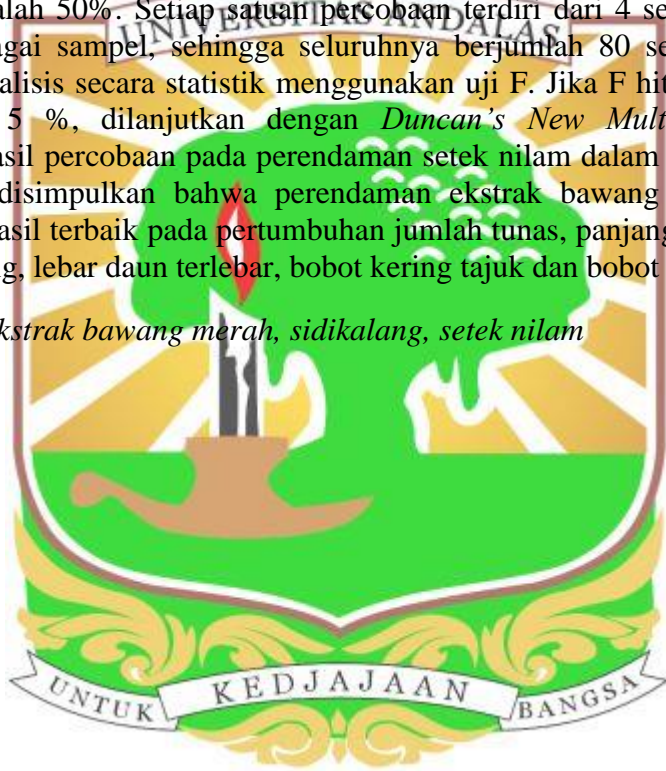 alah 50%. Setiap satuan percobaan terdiri dari 4 se
UNIVERSITAS ANDALAS
gai sampel, sehingga seluruhnya berjumlah 80 se
alisis secara statistik menggunakan uji F. Jika F hit
5 %, dilanjutkan dengan Duncan’s New Mult
asil percobaan pada perendaman setek nilam dalam
disimpulkan bahwa perendaman ekstrak bawang
asil terbaik pada pertumbuhan jumlah tunas, panjang
g, lebar daun terlebar, bobot kering tajuk dan bobot
kstrak bawang merah, sidikalang, setek nilam
UNTUK KEDJAJAAN BANGSA